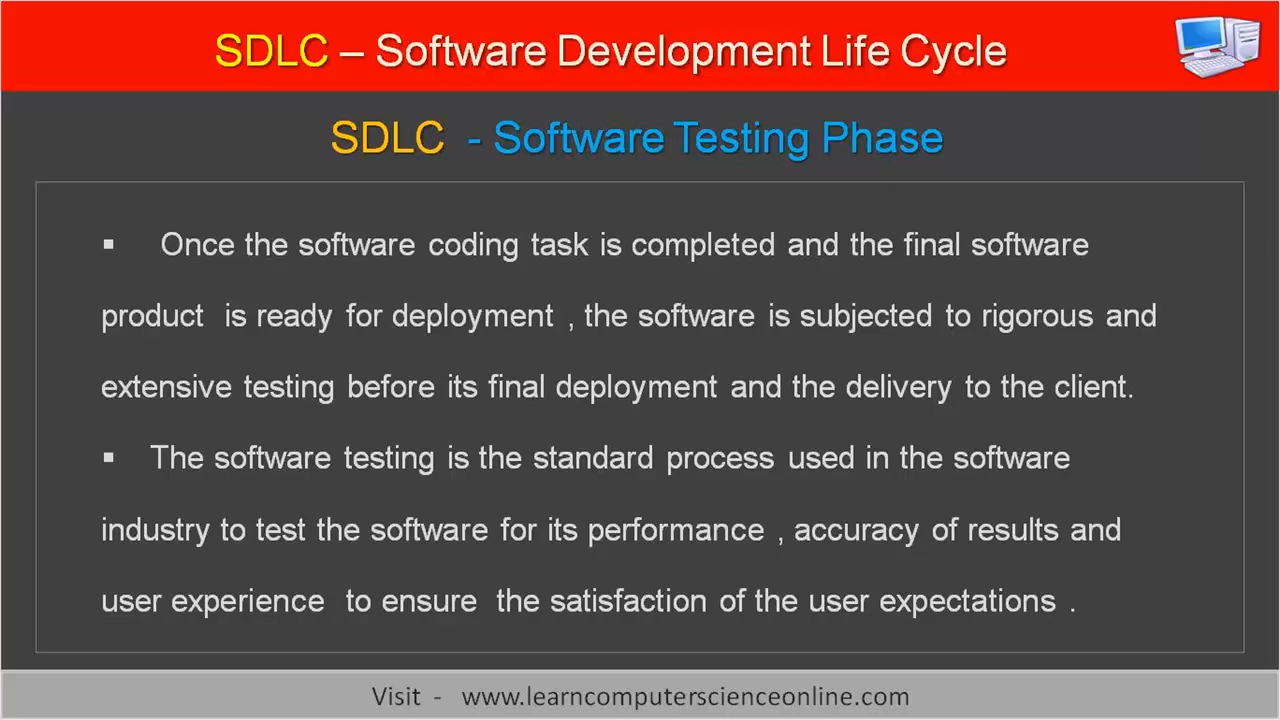 SDLC – Software Development Life Cycle
SDLC - Software Testing Phase
▪ Once the software coding task is completed and the final software
product is ready for deployment , the software is subjected to rigorous and
extensive testing before its final deployment and the delivery to the client.
▪ The software testing is the standard process used in the software
industry to test the software for its performance , accuracy of results and
user experience to ensure the satisfaction of the user expectations .
Visit - www.learncomputerscienceonline.com